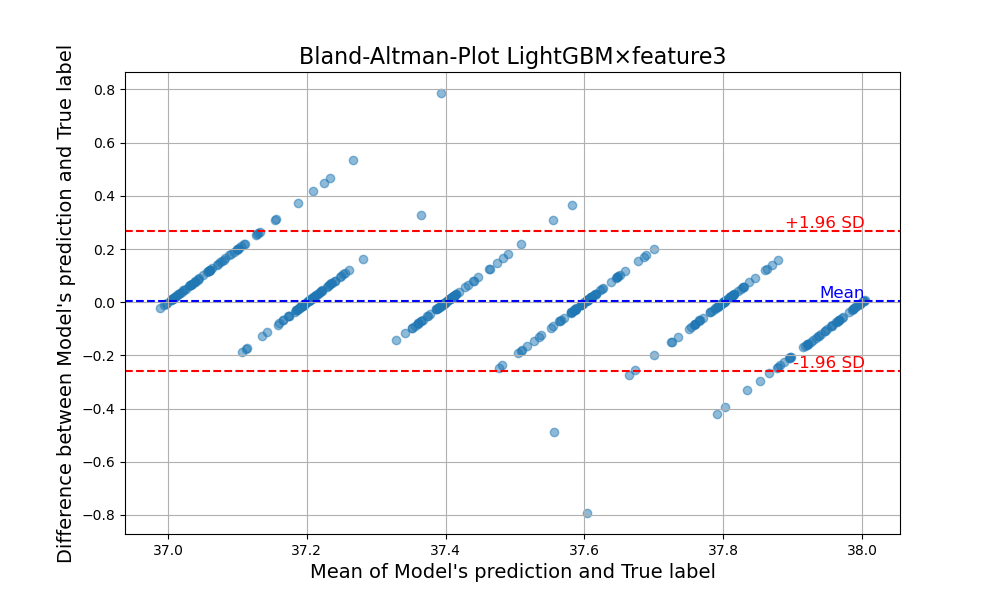 Bland-Altman-Plot LightGBM×feature3
Difference between Model's prediction and True label
0.8
0.6
0.4
0.2
0.0
−0.2
−0.4
−0.6
−0.8
+1.96 SD
Mean
-1.96 SD
37.0 37.2 37.4 37.6 37.8 38.0
Mean of Model's prediction and True label